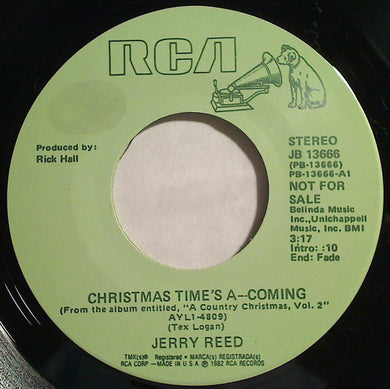 RCA
Produced by:
Rick Hall
STEREO
JB 13666
(PB-13666)
PB-13666-A1
NOT FOR
SALE
Belinda Music
Inc.,Unichappell
Music, Inc. BMI
3:17
Intro: :10
End: Fade
CHRISTMAS TIME'S A--COMING
(From the album entitled, "A Country Christmas, Vol. 2"
AYL1-4809)
(Tex Logan)
JERRY REED
TMK(s)® Registered • MARCA(s) REGISTRADA(s)
RCA CORP — MADE IN U.S.A. ℗ 1982 RCA RECORDS